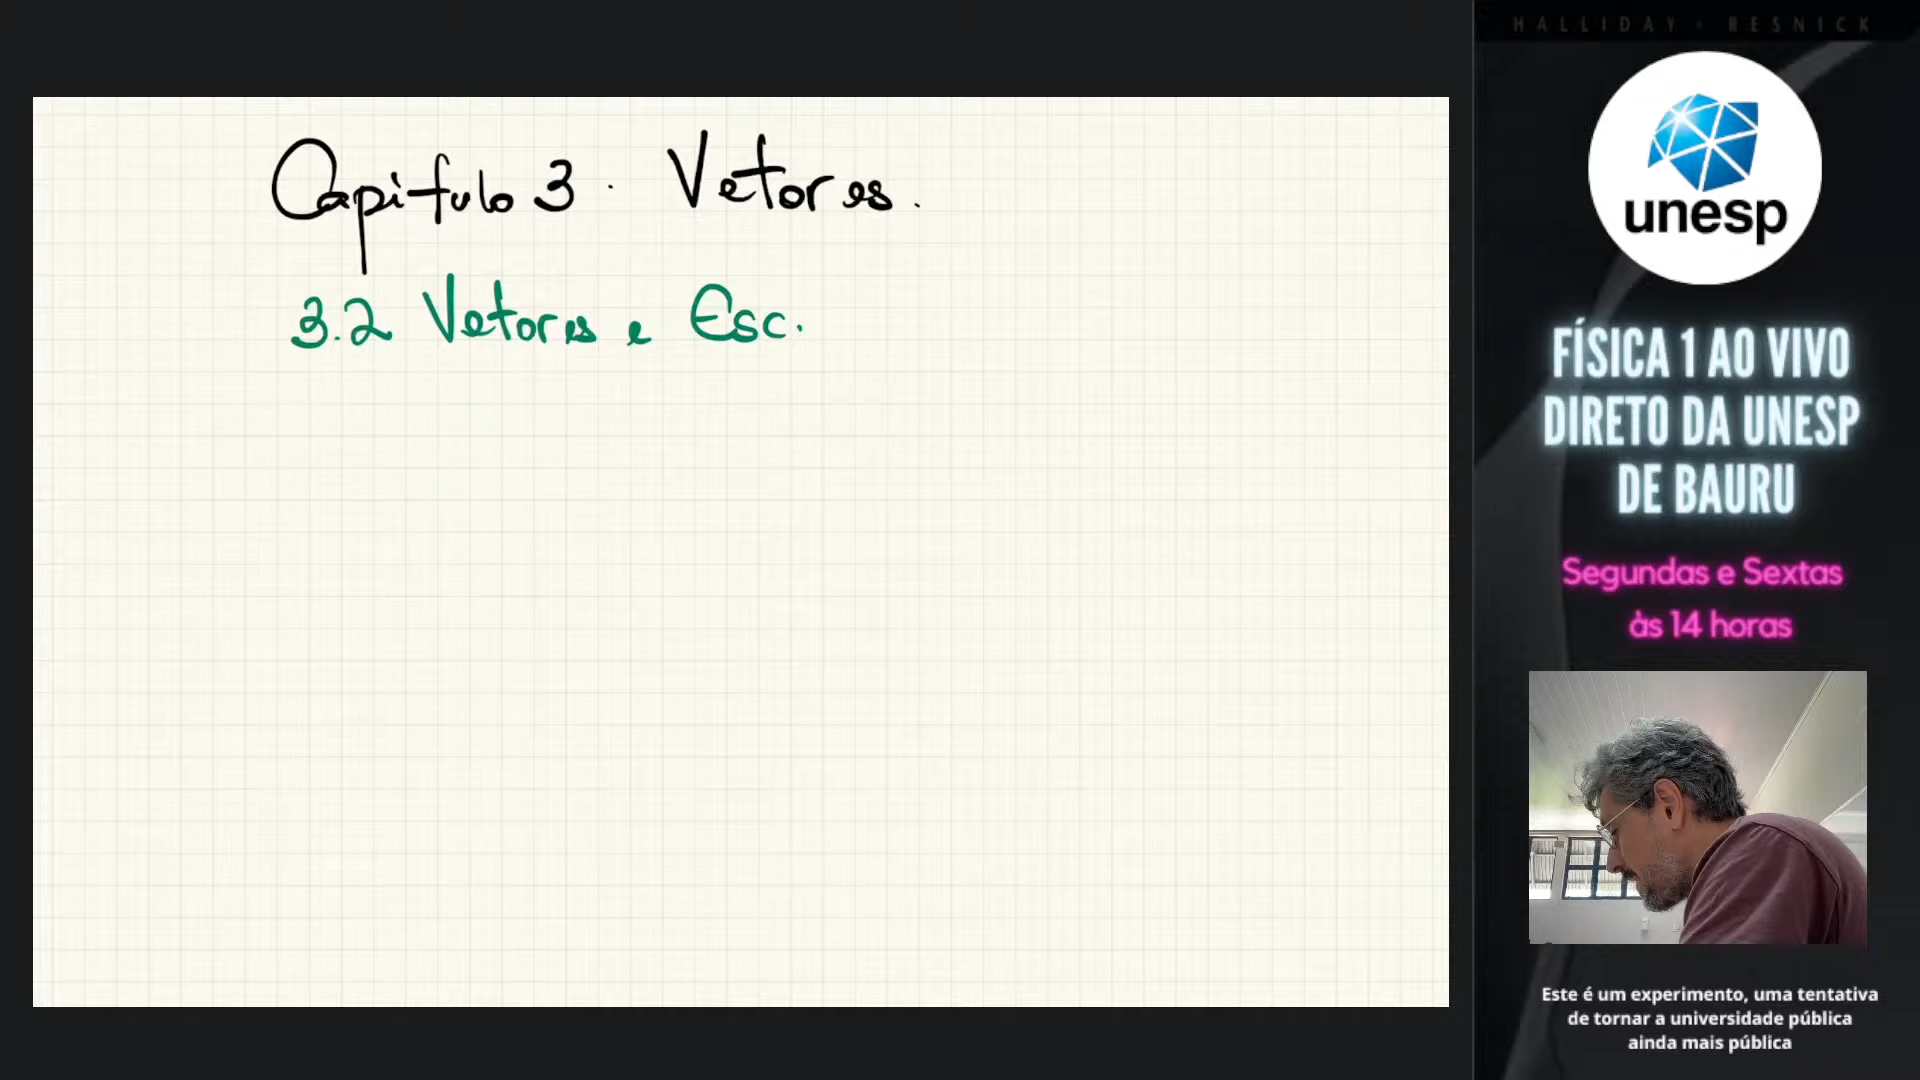 Capítulo 3. Vetores.
3.2 Vetores e Esc.
HALLIDAY • RESNICK
unesp
FÍSICA 1 AO VIVO
DIRETO DA UNESP
DE BAURU
Segundas e Sextas
às 14 horas
Este é um experimento, uma tentativa
de tornar a universidade pública
ainda mais pública